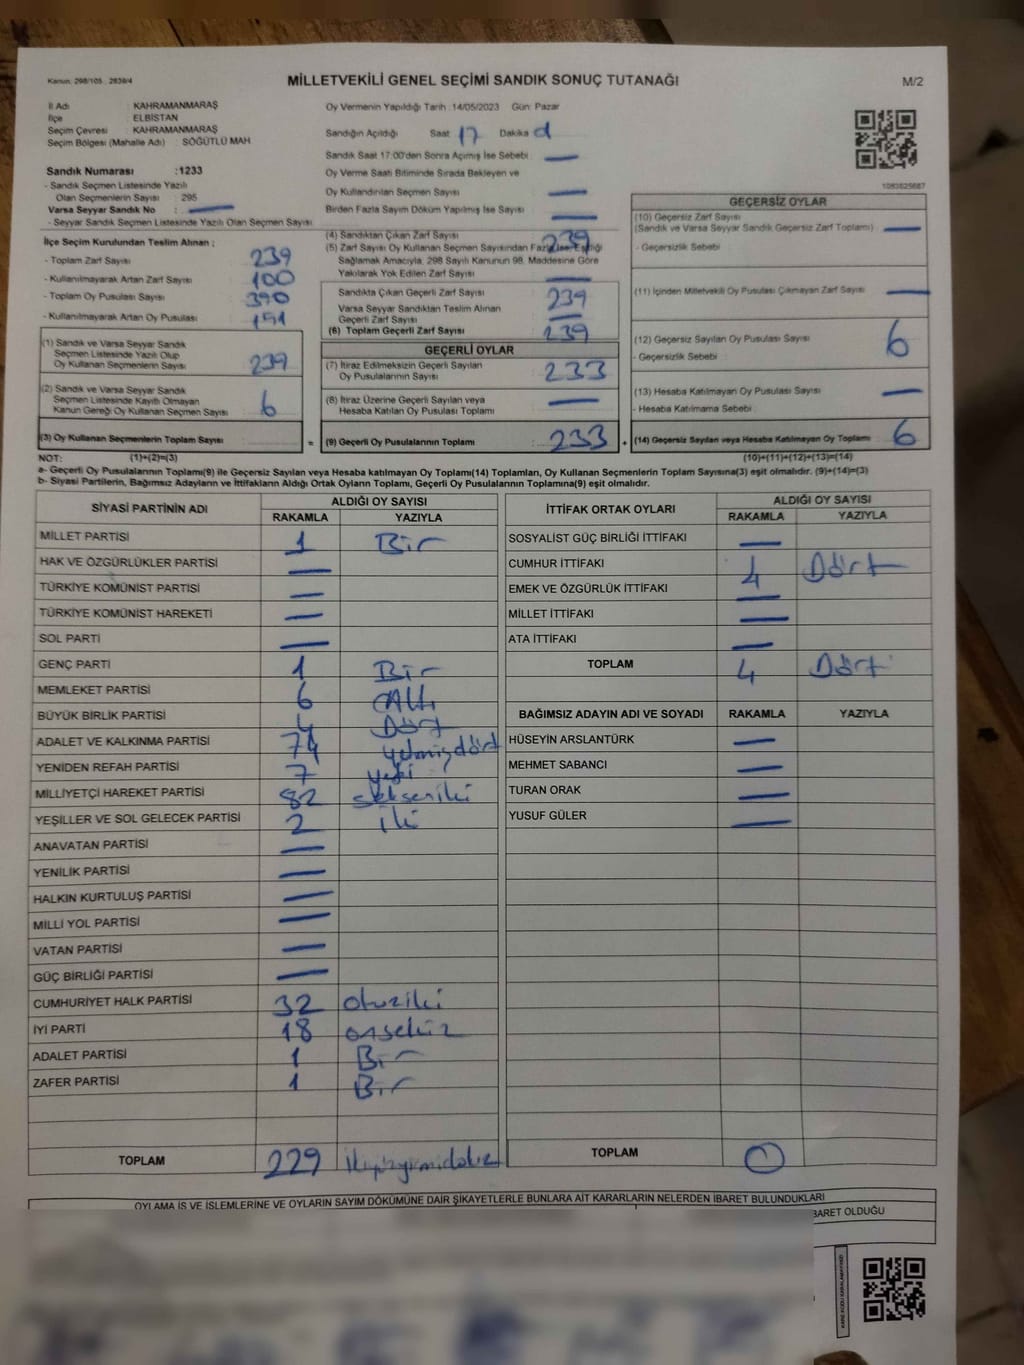 Kanun: 298/105 , 2839/4
MİLLETVEKİLİ GENEL SEÇİMİ SANDIK SONUÇ TUTANAĞI
M/2
İl Adı : KAHRAMANMARAŞ
İlçe : ELBİSTAN
Seçim Çevresi : KAHRAMANMARAŞ
Seçim Bölgesi (Mahalle Adı) : SÖĞÜTLÜ MAH
Sandık Numarası :1233
- Sandık Seçmen Listesinde Yazılı
Olan Seçmenlerin Sayısı : 295
Varsa Seyyar Sandık No : —
- Seyyar Sandık Seçmen Listesinde Yazılı Olan Seçmen Sayısı
İlçe Seçim Kurulundan Teslim Alınan ;
- Toplam Zarf Sayısı : 239
- Kullanılmayarak Artan Zarf Sayısı : 100
- Toplam Oy Pusulası Sayısı : 390
- Kullanılmayarak Artan Oy Pusulası : 151
(1) Sandık ve Varsa Seyyar Sandık
Seçmen Listesinde Yazılı Olup
Oy Kullanan Seçmenlerin Sayısı : 239
(2) Sandık ve Varsa Seyyar Sandık
Seçmen Listesinde Kayıtlı Olmayan
Kanun Gereği Oy Kullanan Seçmen Sayısı : 6
(3) Oy Kullanan Seçmenlerin Toplam Sayısı :
Oy Vermenin Yapıldığı Tarih :14/05/2023 Gün: Pazar
Sandığın Açıldığı Saat: 17 Dakika:
Sandık Saat 17:00'den Sonra Açımış İse Sebebi : —
Oy Verme Saati Bitiminde Sırada Bekleyen ve
Oy Kullandırılan Seçmen Sayısı : —
Birden Fazla Sayım Döküm Yapılmış İse Sayısı : —
(4) Sandıktan Çıkan Zarf Sayısı : 239
(5) Zarf Sayısı Oy Kullanan Seçmen Sayısından Fazla İse, Eşitliği
Sağlamak Amacıyla, 298 Sayılı Kanunun 98. Maddesine Göre
Yakılarak Yok Edilen Zarf Sayısı : —
Sandıkta Çıkan Geçerli Zarf Sayısı : 239
Varsa Seyyar Sandıktan Teslim Alınan
Geçerli Zarf Sayısı : —
(6) Toplam Geçerli Zarf Sayısı : 239
GEÇERLİ OYLAR
(7) İtiraz Edilmeksizin Geçerli Sayılan
Oy Pusulalarının Sayısı : 233
(8) İtiraz Üzerine Geçerli Sayılan veya
Hesaba Katılan Oy Pusulası Toplamı : —
= (9) Geçerli Oy Pusulalarının Toplamı : 233 +
1083825687
GEÇERSİZ OYLAR
(10) Geçersiz Zarf Sayısı
(Sandık ve Varsa Seyyar Sandık Geçersiz Zarf Toplamı) : —
- Geçersizlik Sebebi :
(11) İçinden Milletvekili Oy Pusulası Çıkmayan Zarf Sayısı : —
(12) Geçersiz Sayılan Oy Pusulası Sayısı : 6
- Geçersizlik Sebebi :
(13) Hesaba Katılmayan Oy Pusulası Sayısı : —
- Hesaba Katılmama Sebebi :
(14) Geçersiz Sayılan veya Hesaba Katılmayan Oy Toplamı : 6
NOT: (1)+(2)=(3) (10)+(11)+(12)+(13)=(14)
a- Geçerli Oy Pusulalarının Toplamı(9) ile Geçersiz Sayılan veya Hesaba katılmayan Oy Toplamı(14) Toplamları, Oy Kullanan Seçmenlerin Toplam Sayısına(3) eşit olmalıdır. (9)+(14)=(3)
b- Siyasi Partilerin, Bağımsız Adayların ve İttifakların Aldığı Ortak Oyların Toplamı, Geçerli Oy Pusulalarının Toplamına(9) eşit olmalıdır.
SİYASİ PARTİNİN ADI ALDIĞI OY SAYISI
RAKAMLA YAZIYLA
MİLLET PARTİSİ 1 Bir
HAK VE ÖZGÜRLÜKLER PARTİSİ —
TÜRKİYE KOMÜNİST PARTİSİ —
TÜRKİYE KOMÜNİST HAREKETİ —
SOL PARTİ —
GENÇ PARTİ 1 Bir
MEMLEKET PARTİSİ 6 Altı
BÜYÜK BİRLİK PARTİSİ 4 Dört
ADALET VE KALKINMA PARTİSİ 74 yetmişdört
YENİDEN REFAH PARTİSİ 7 yedi
MİLLİYETÇİ HAREKET PARTİSİ 82 seksen iki
YEŞİLLER VE SOL GELECEK PARTİSİ 2 iki
ANAVATAN PARTİSİ —
YENİLİK PARTİSİ —
HALKIN KURTULUŞ PARTİSİ —
MİLLİ YOL PARTİSİ —
VATAN PARTİSİ —
GÜÇ BİRLİĞİ PARTİSİ —
CUMHURİYET HALK PARTİSİ 32 otuziki
İYİ PARTİ 18 onsekiz
ADALET PARTİSİ 1 Bir
ZAFER PARTİSİ 1 Bir
TOPLAM 229
İTTİFAK ORTAK OYLARI ALDIĞI OY SAYISI
RAKAMLA YAZIYLA
SOSYALİST GÜÇ BİRLİĞİ İTTİFAKI —
CUMHUR İTTİFAKI 4 Dört
EMEK VE ÖZGÜRLÜK İTTİFAKI —
MİLLET İTTİFAKI —
ATA İTTİFAKI —
TOPLAM 4 Dört
BAĞIMSIZ ADAYIN ADI VE SOYADI RAKAMLA YAZIYLA
HÜSEYİN ARSLANTÜRK —
MEHMET SABANCI —
TURAN ORAK —
YUSUF GÜLER —
TOPLAM 0
OYLAMA İŞ VE İŞLEMLERİNE VE OYLARIN SAYIM DÖKÜMÜNE DAİR ŞİKAYETLERLE BUNLARA AİT KARARLARIN NELERDEN İBARET BULUNDUKLARI
BARET OLDUĞU